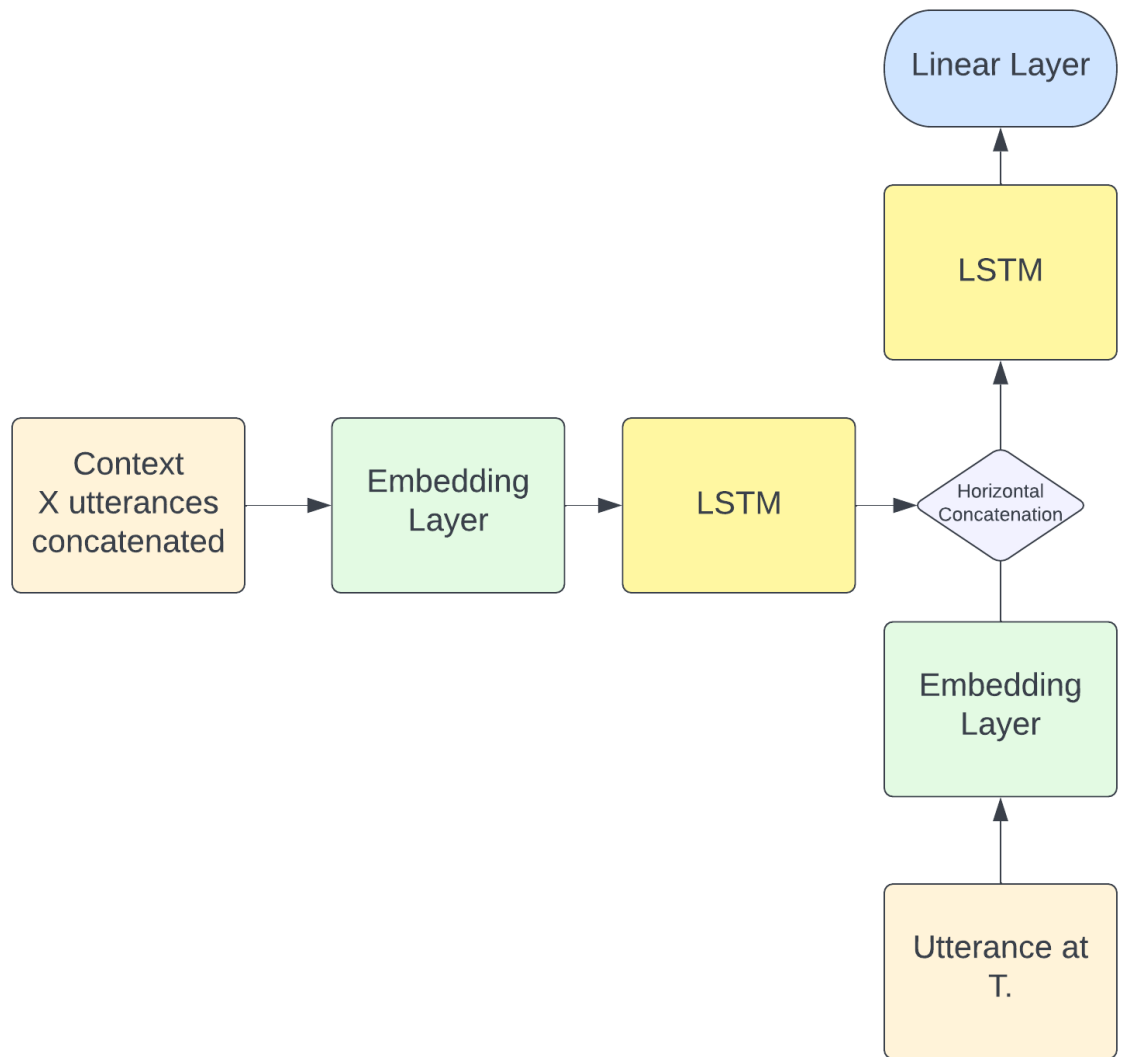 Linear Layer
LSTM
Context
X utterances
concatenated
Embedding
Layer
LSTM
Horizontal
Concatenation
Embedding
Layer
Utterance at
T.